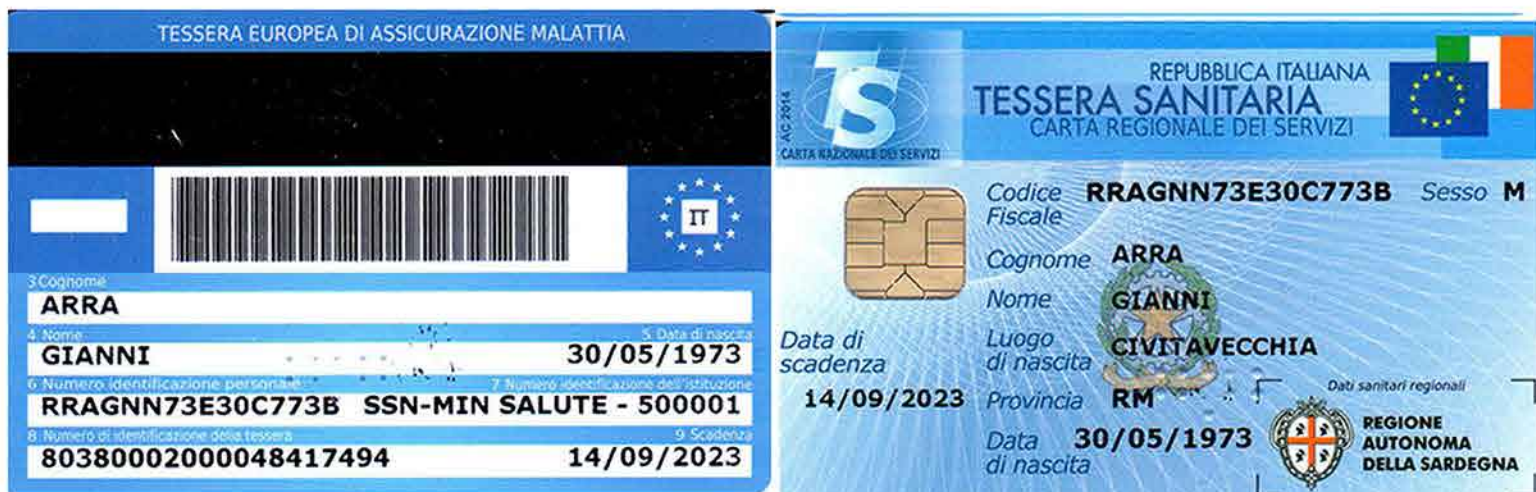 TESSERA EUROPEA DI ASSICURAZIONE MALATTIA
IT
3 Cognome
ARRA
4 Nome 5 Data di nascita
GIANNI 30/05/1973
6 Numero identificazione personale 7 Numero identificazione dell'istituzione
RRAGNN73E30C773B SSN-MIN SALUTE - 500001
8 Numero di identificazione della tessera 9 Scadenza
80380002000048417494 14/09/2023
AC 2014
TS
CARTA NAZIONALE DEI SERVIZI
REPUBBLICA ITALIANA
TESSERA SANITARIA
CARTA REGIONALE DEI SERVIZI
Codice Fiscale RRAGNN73E30C773B Sesso M
Cognome ARRA
Nome GIANNI
Luogo di nascita CIVITAVECCHIA
Provincia RM
Data di nascita 30/05/1973
Data di scadenza
14/09/2023
Dati sanitari regionali
REGIONE
AUTONOMA
DELLA SARDEGNA